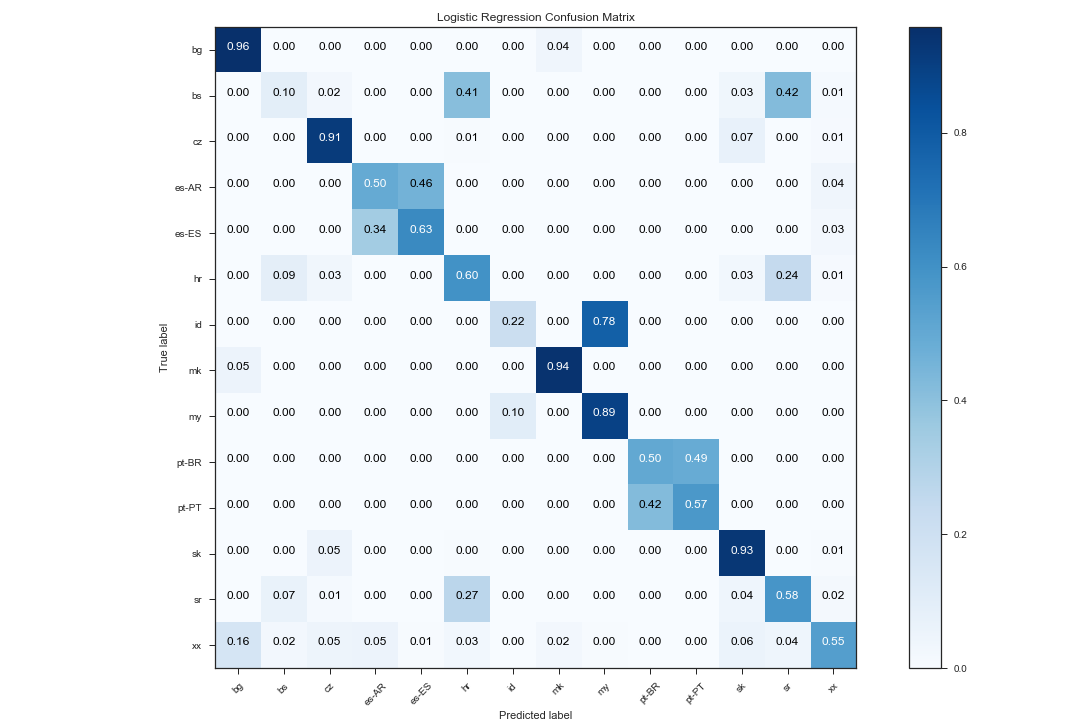 Logistic Regression Confusion Matrix
bg 0.96 0.00 0.00 0.00 0.00 0.00 0.00 0.04 0.00 0.00 0.00 0.00 0.00 0.00
bs 0.00 0.10 0.02 0.00 0.00 0.41 0.00 0.00 0.00 0.00 0.00 0.03 0.42 0.01
cz 0.00 0.00 0.91 0.00 0.00 0.01 0.00 0.00 0.00 0.00 0.00 0.07 0.00 0.01
es-AR 0.00 0.00 0.00 0.50 0.46 0.00 0.00 0.00 0.00 0.00 0.00 0.00 0.00 0.04
es-ES 0.00 0.00 0.00 0.34 0.63 0.00 0.00 0.00 0.00 0.00 0.00 0.00 0.00 0.03
hr 0.00 0.09 0.03 0.00 0.00 0.60 0.00 0.00 0.00 0.00 0.00 0.03 0.24 0.01
id 0.00 0.00 0.00 0.00 0.00 0.00 0.22 0.00 0.78 0.00 0.00 0.00 0.00 0.00
mk 0.05 0.00 0.00 0.00 0.00 0.00 0.00 0.94 0.00 0.00 0.00 0.00 0.00 0.00
my 0.00 0.00 0.00 0.00 0.00 0.00 0.10 0.00 0.89 0.00 0.00 0.00 0.00 0.00
pt-BR 0.00 0.00 0.00 0.00 0.00 0.00 0.00 0.00 0.00 0.50 0.49 0.00 0.00 0.00
pt-PT 0.00 0.00 0.00 0.00 0.00 0.00 0.00 0.00 0.00 0.42 0.57 0.00 0.00 0.00
sk 0.00 0.00 0.05 0.00 0.00 0.00 0.00 0.00 0.00 0.00 0.00 0.93 0.00 0.01
sr 0.00 0.07 0.01 0.00 0.00 0.27 0.00 0.00 0.00 0.00 0.00 0.04 0.58 0.02
xx 0.16 0.02 0.05 0.05 0.01 0.03 0.00 0.02 0.00 0.00 0.00 0.06 0.04 0.55
bg bs cz es-AR es-ES hr id mk my pt-BR pt-PT sk sr xx
True label
Predicted label
0.8
0.6
0.4
0.2
0.0